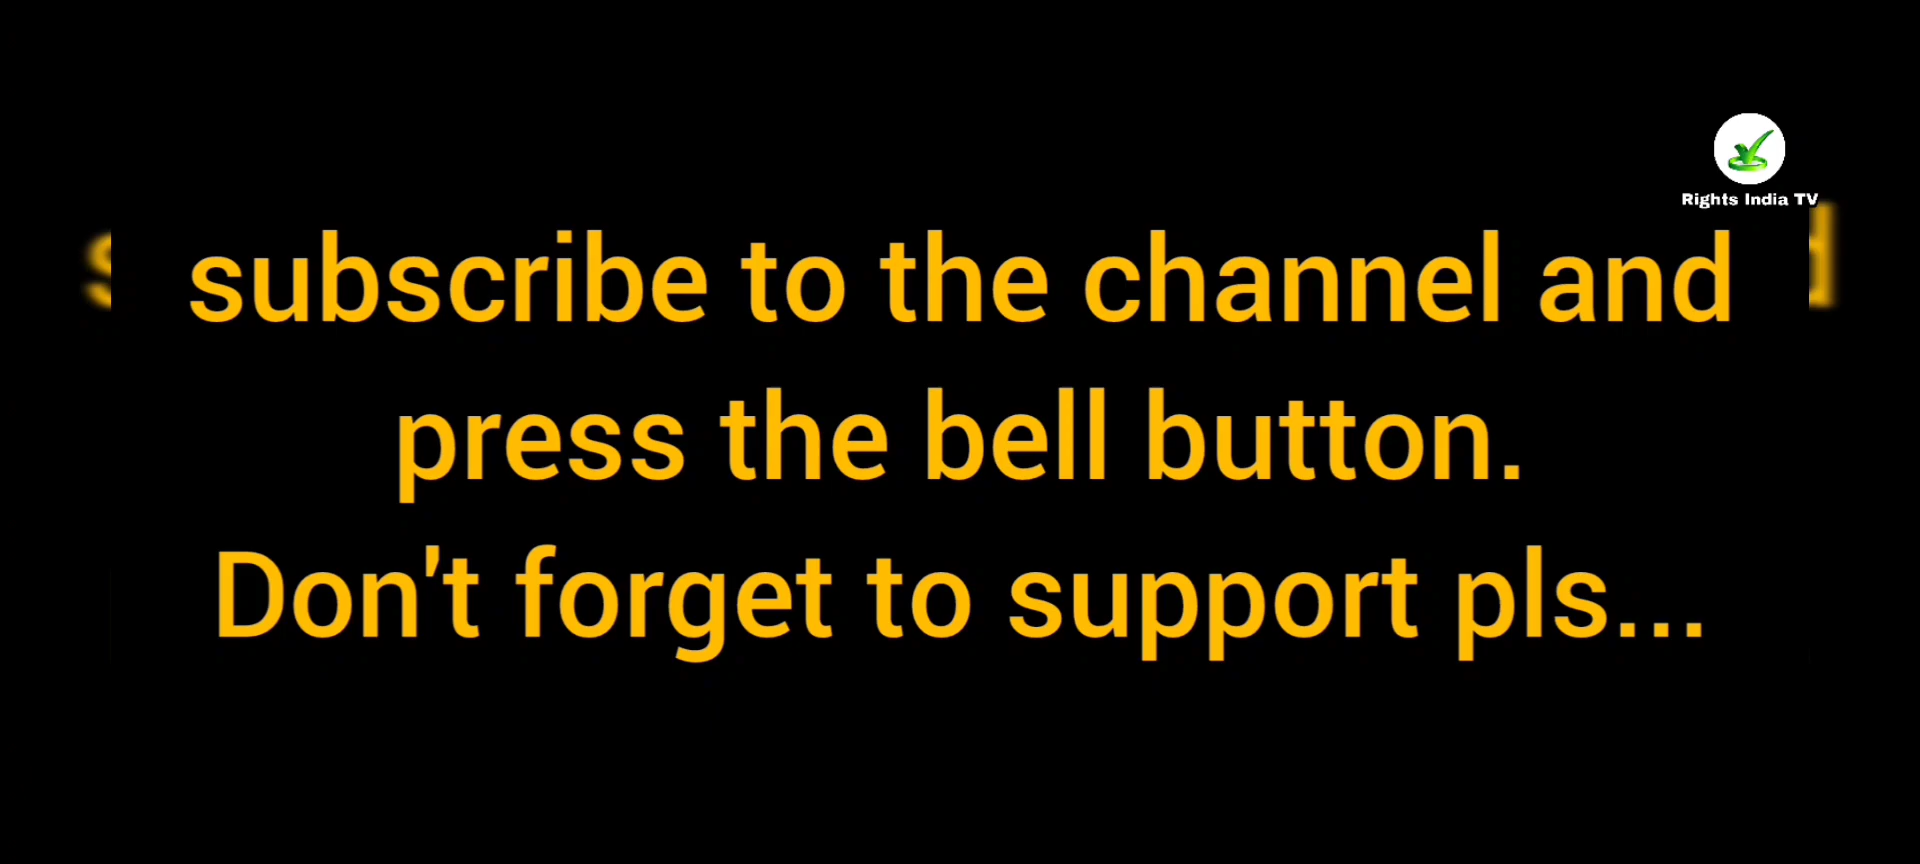 Rights India TV
subscribe to the channel and
press the bell button.
Don't forget to support pls...